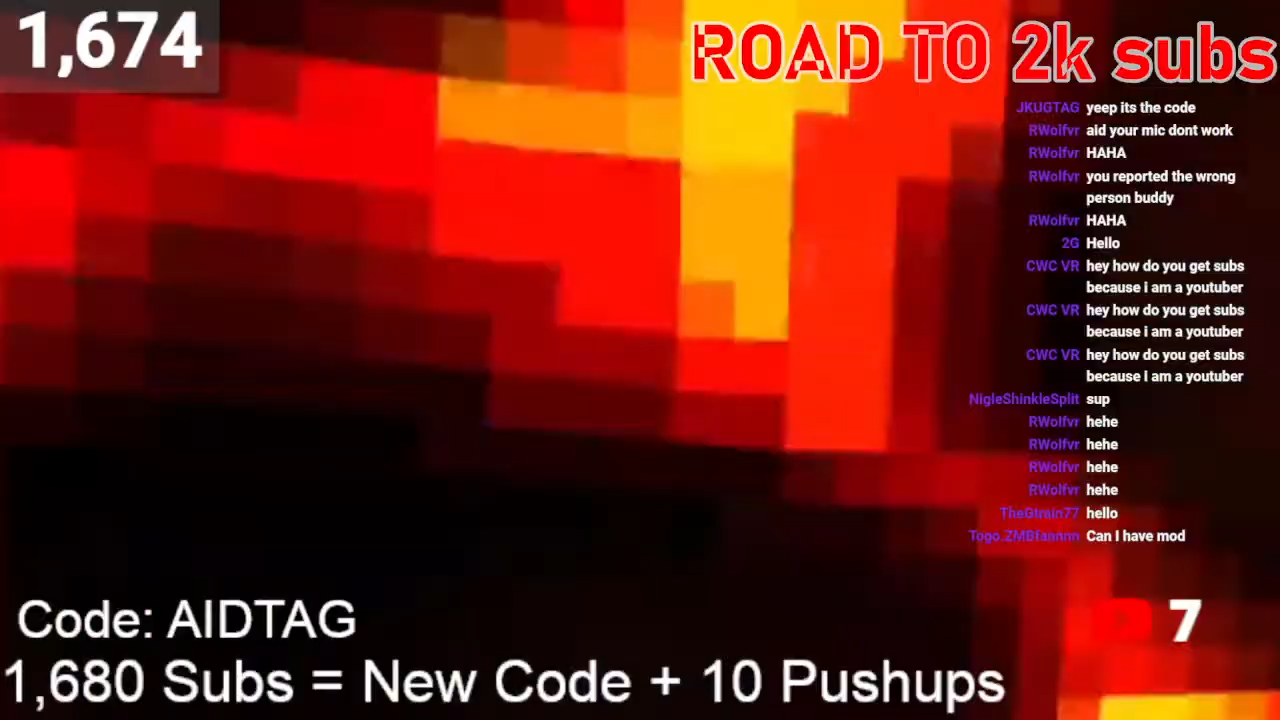 1,674
ROAD TO 2k subs
JKUGTAG yeep its the code
RWolfvr aid your mic dont work
RWolfvr HAHA
RWolfvr you reported the wrong
person buddy
RWolfvr HAHA
2G Hello
CWC VR hey how do you get subs
because i am a youtuber
CWC VR hey how do you get subs
because i am a youtuber
CWC VR hey how do you get subs
because i am a youtuber
NigleShinkleSplit sup
RWolfvr hehe
RWolfvr hehe
RWolfvr hehe
RWolfvr hehe
TheGtrain77 hello
Togo.ZMBfannnn Can I have mod
Code: AIDTAG
7
1,680 Subs = New Code + 10 Pushups